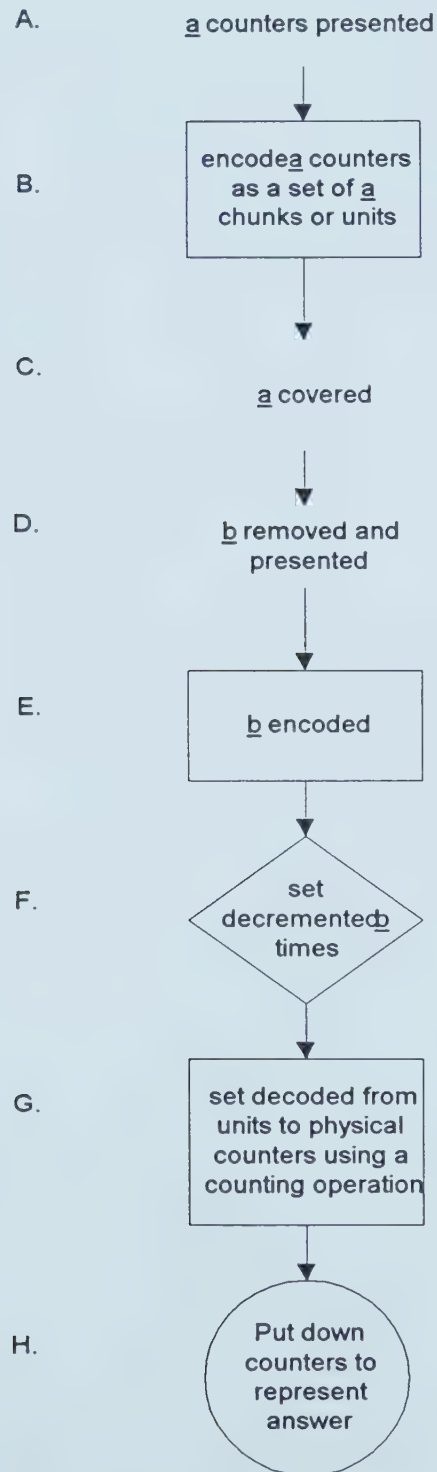 A.
a counters presented
B.
encodea counters
as a set of a
chunks or units
C.
a covered
D.
b removed and
presented
E.
b encoded
F.
set
decrementedb
times
G.
set decoded from
units to physical
counters using a
counting operation
H.
Put down
counters to
represent
answer